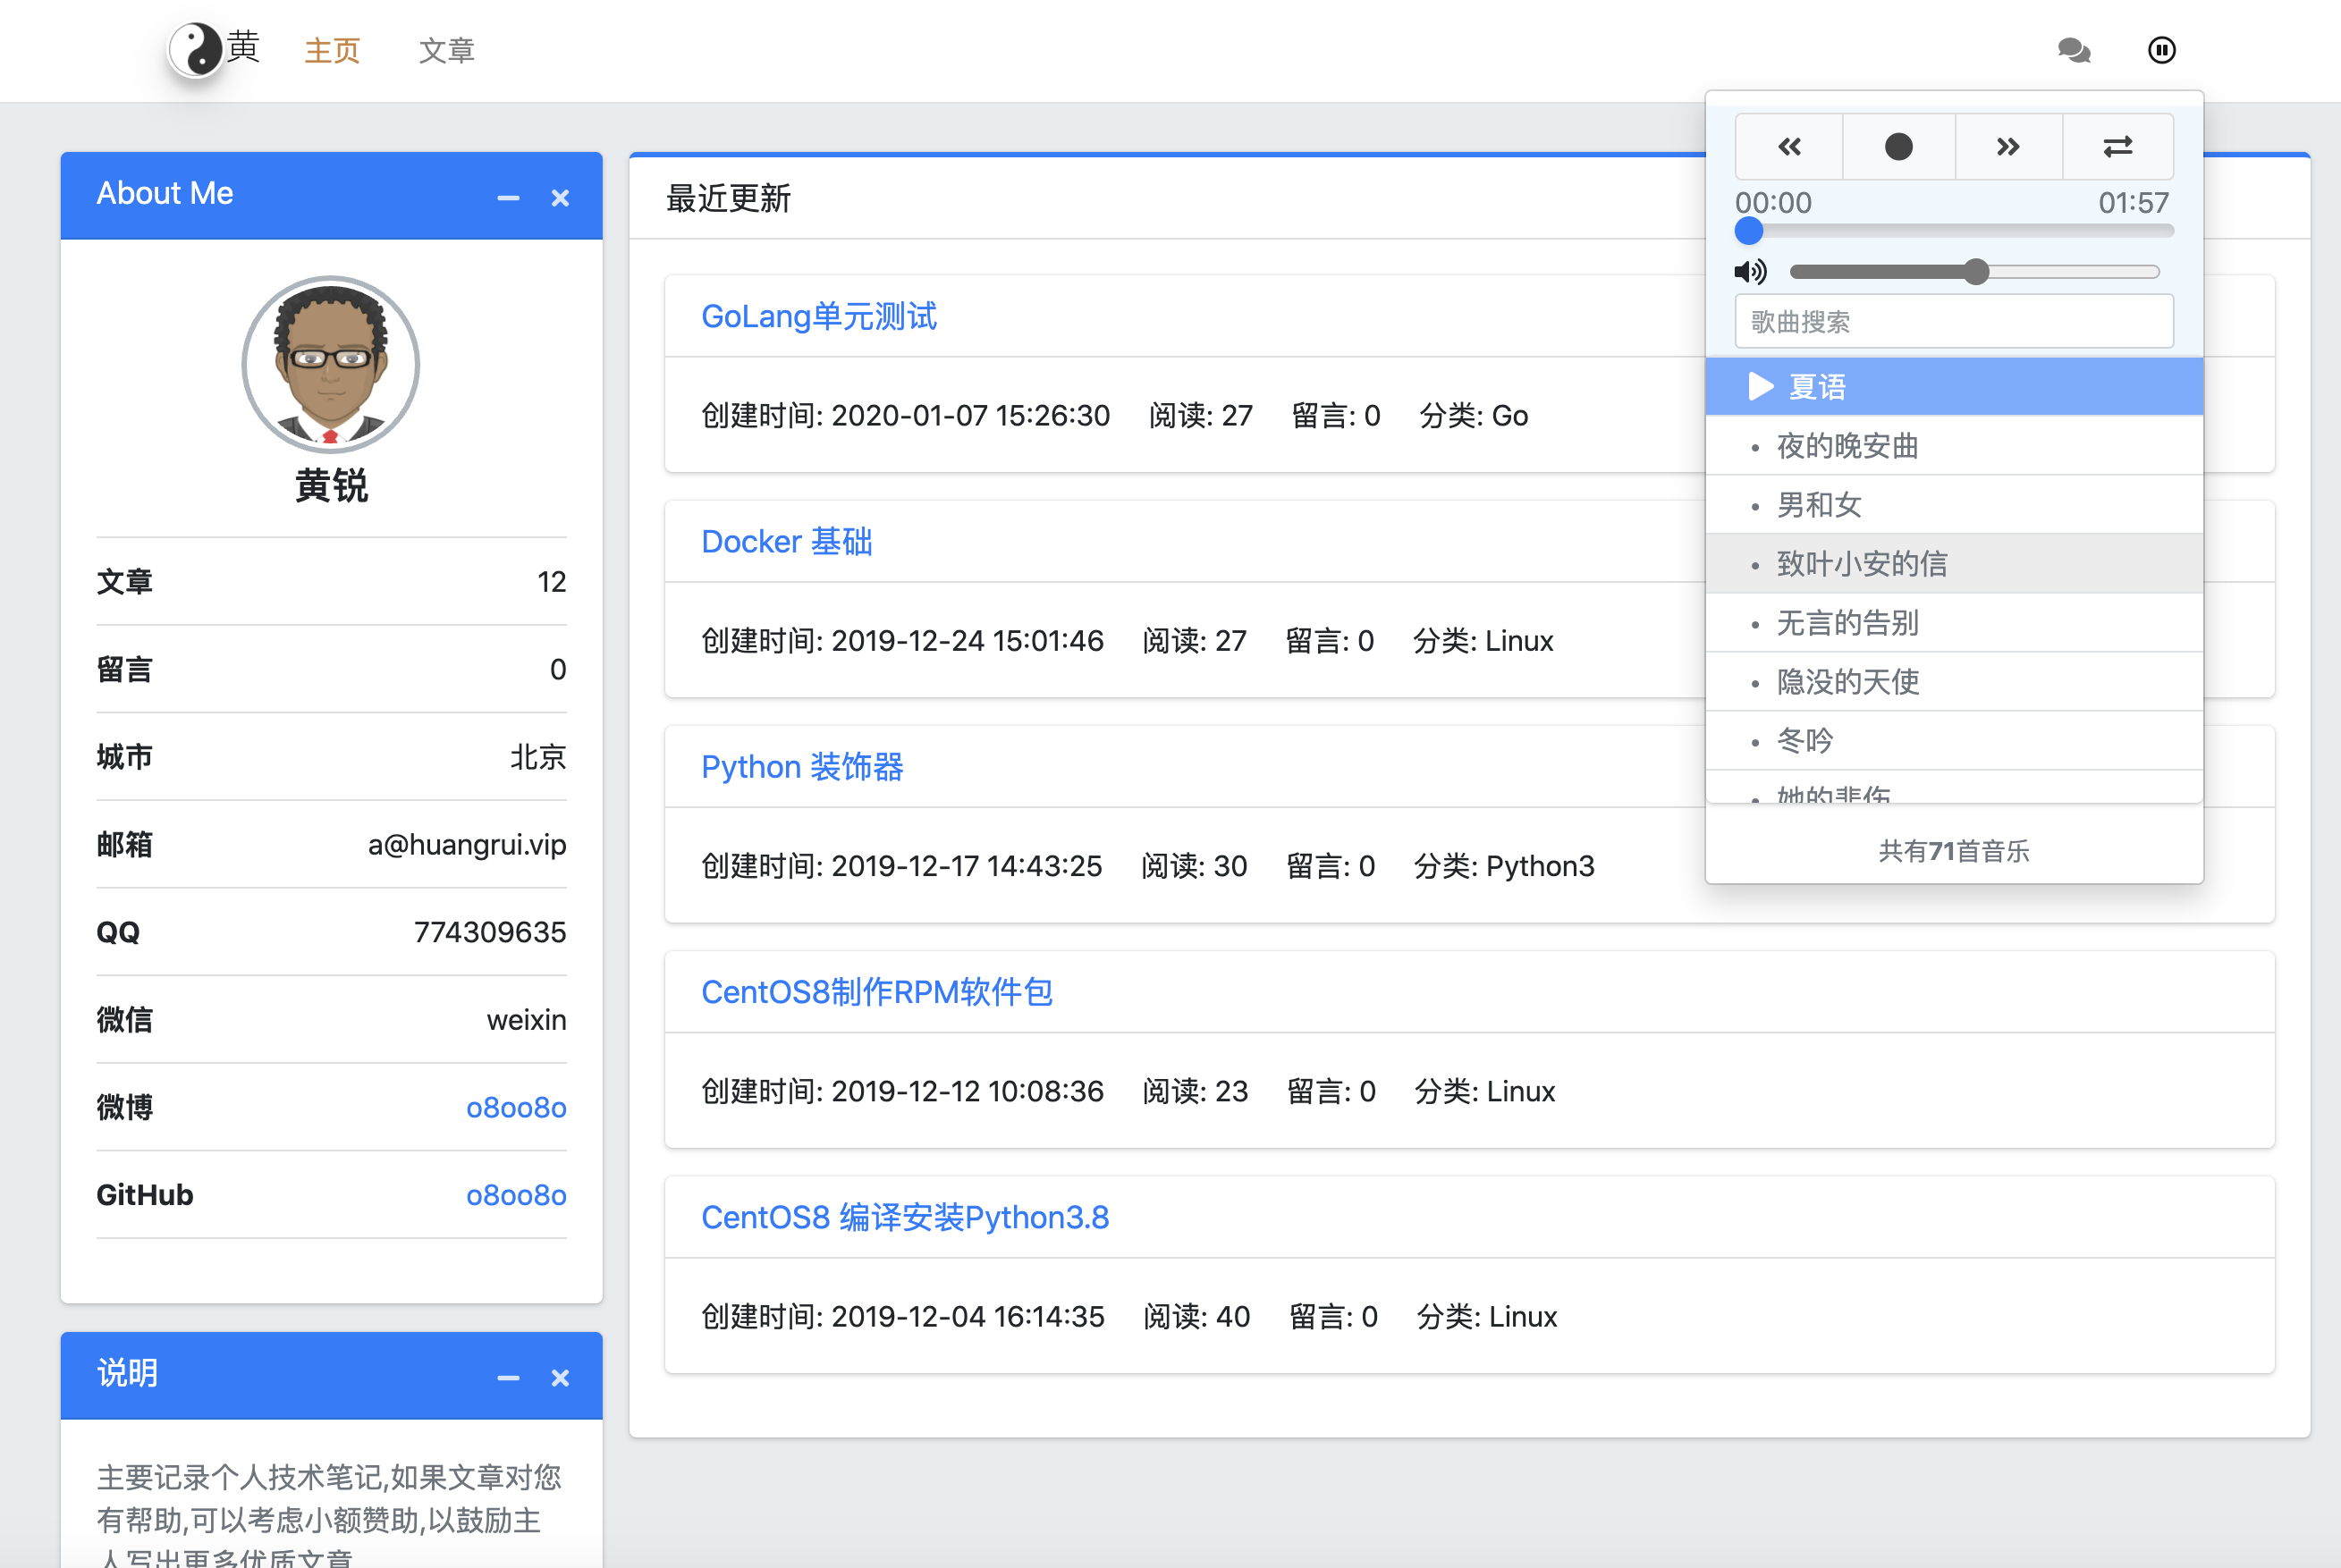 黄 主页 文章
About Me
黄锐
文章 12
留言 0
城市 北京
邮箱 a@huangrui.vip
QQ 774309635
微信 weixin
微博 o8oo8o
GitHub o8oo8o
说明
主要记录个人技术笔记,如果文章对您
有帮助,可以考虑小额赞助,以鼓励主
人写出更多优质文章
最近更新
GoLang单元测试
创建时间: 2020-01-07 15:26:30 阅读: 27 留言: 0 分类: Go
Docker 基础
创建时间: 2019-12-24 15:01:46 阅读: 27 留言: 0 分类: Linux
Python 装饰器
创建时间: 2019-12-17 14:43:25 阅读: 30 留言: 0 分类: Python3
CentOS8制作RPM软件包
创建时间: 2019-12-12 10:08:36 阅读: 23 留言: 0 分类: Linux
CentOS8 编译安装Python3.8
创建时间: 2019-12-04 16:14:35 阅读: 40 留言: 0 分类: Linux
00:00 01:57
歌曲搜索
夏语
夜的晚安曲
男和女
致叶小安的信
无言的告别
隐没的天使
冬吟
她的悲伤
共有71首音乐